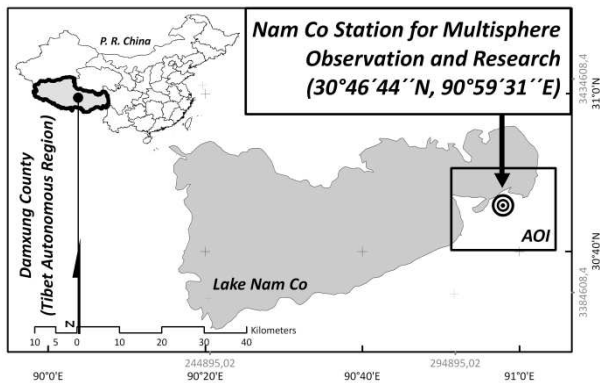 P. R. China
Nam Co Station for Multisphere
Observation and Research
(30°46´44´´N, 90°59´31´´E)
Damxung County
(Tibet Autonomous Region)
Lake Nam Co
AOI
N
Kilometers
10 5 0 10 20 30 40
244895,02
294895,02
90°0'E
90°20'E
90°40'E
91°0'E
3434608,4
31°0'N
30°40'N
3384608,4